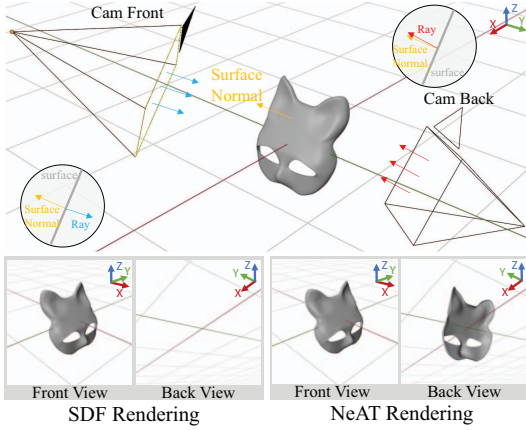 Cam Front
Ray
Surface
Normal
surface
Z
Y
X
Surface
Normal
Cam Back
surface
Surface
Normal
Ray
Z
Y
X
Z
Y
X
Z
Y
X
Z
Y
X
Front View
Back View
Front View
Back View
SDF Rendering
NeAT Rendering